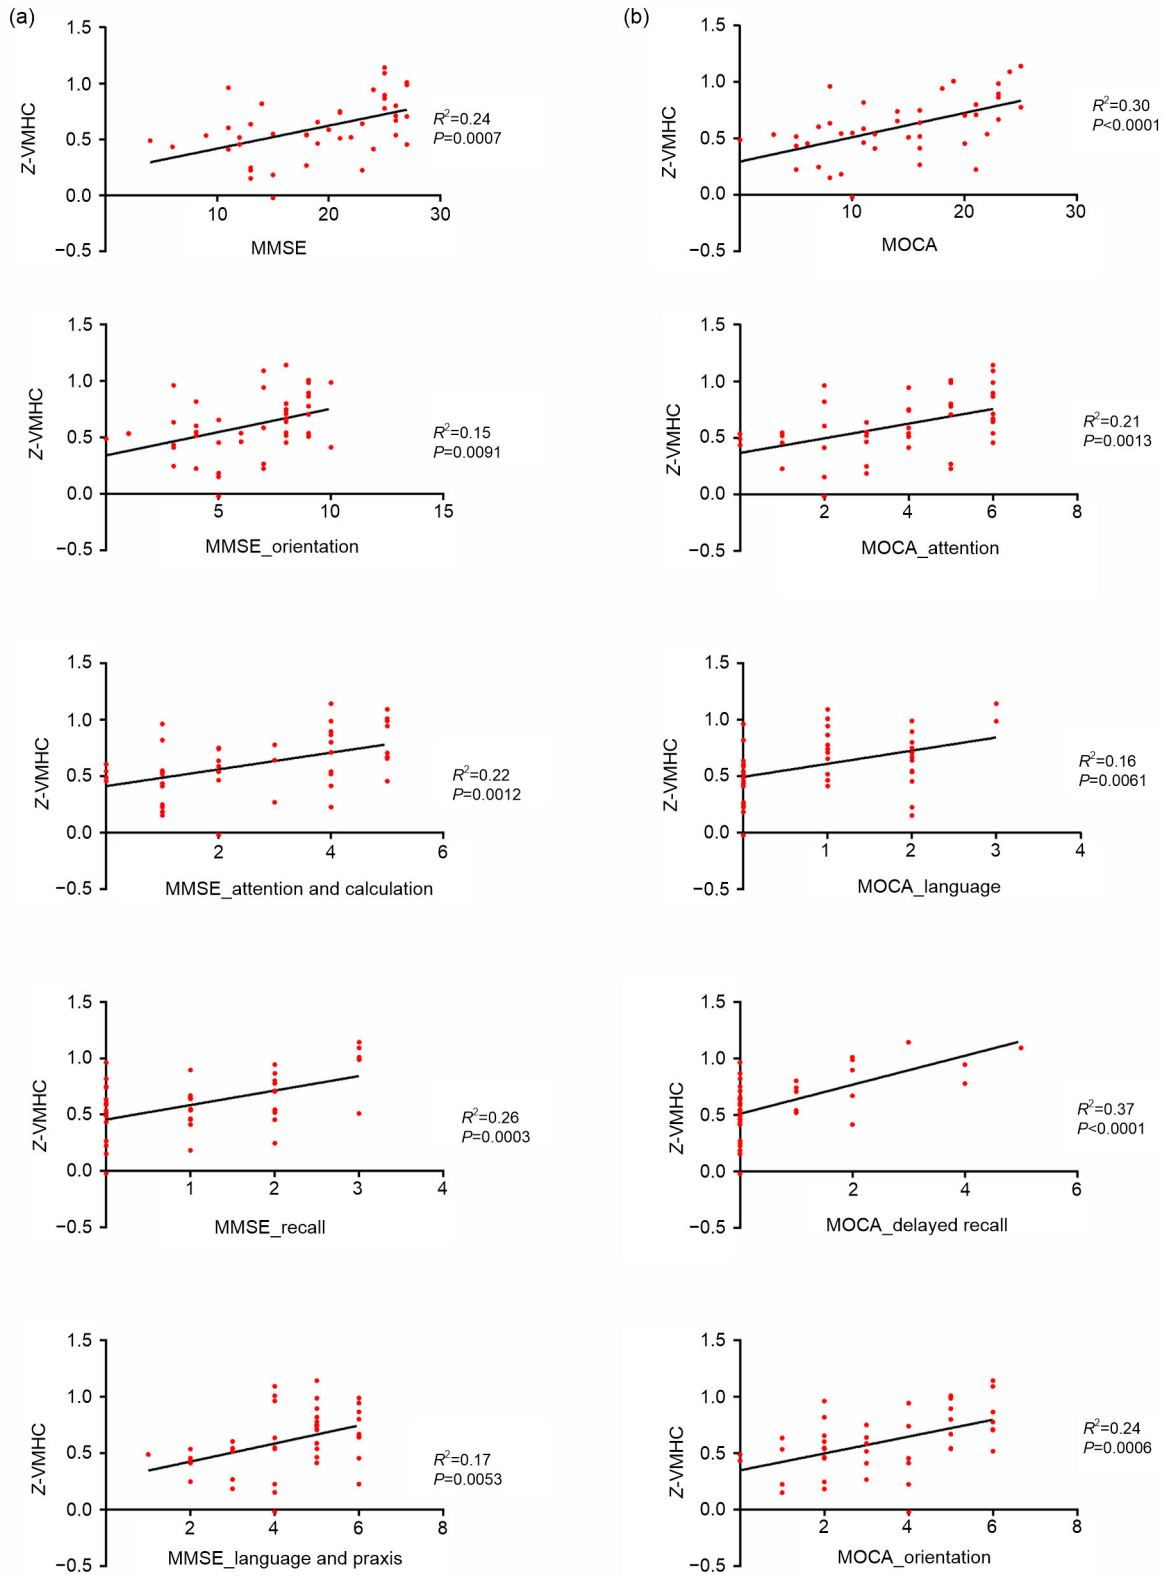 (a)
1.5
1.0
0.5
0.0
−0.5
Z-VMHC
10
20
30
MMSE
R²=0.24
P=0.0007
(b)
1.5
1.0
0.5
0.0
−0.5
Z-VMHC
10
20
30
MOCA
R²=0.30
P<0.0001
1.5
1.0
0.5
0.0
−0.5
Z-VMHC
5
10
15
MMSE_orientation
R²=0.15
P=0.0091
1.5
1.0
0.5
0.0
−0.5
Z-VMHC
2
4
6
8
MOCA_attention
R²=0.21
P=0.0013
1.5
1.0
0.5
0.0
−0.5
Z-VMHC
2
4
6
MMSE_attention and calculation
R²=0.22
P=0.0012
1.5
1.0
0.5
0.0
−0.5
Z-VMHC
1
2
3
4
MOCA_language
R²=0.16
P=0.0061
1.5
1.0
0.5
0.0
−0.5
Z-VMHC
1
2
3
4
MMSE_recall
R²=0.26
P=0.0003
1.5
1.0
0.5
0.0
−0.5
Z-VMHC
2
4
6
MOCA_delayed recall
R²=0.37
P<0.0001
1.5
1.0
0.5
0.0
−0.5
Z-VMHC
2
4
6
8
MMSE_language and praxis
R²=0.17
P=0.0053
1.5
1.0
0.5
0.0
−0.5
Z-VMHC
2
4
6
8
MOCA_orientation
R²=0.24
P=0.0006